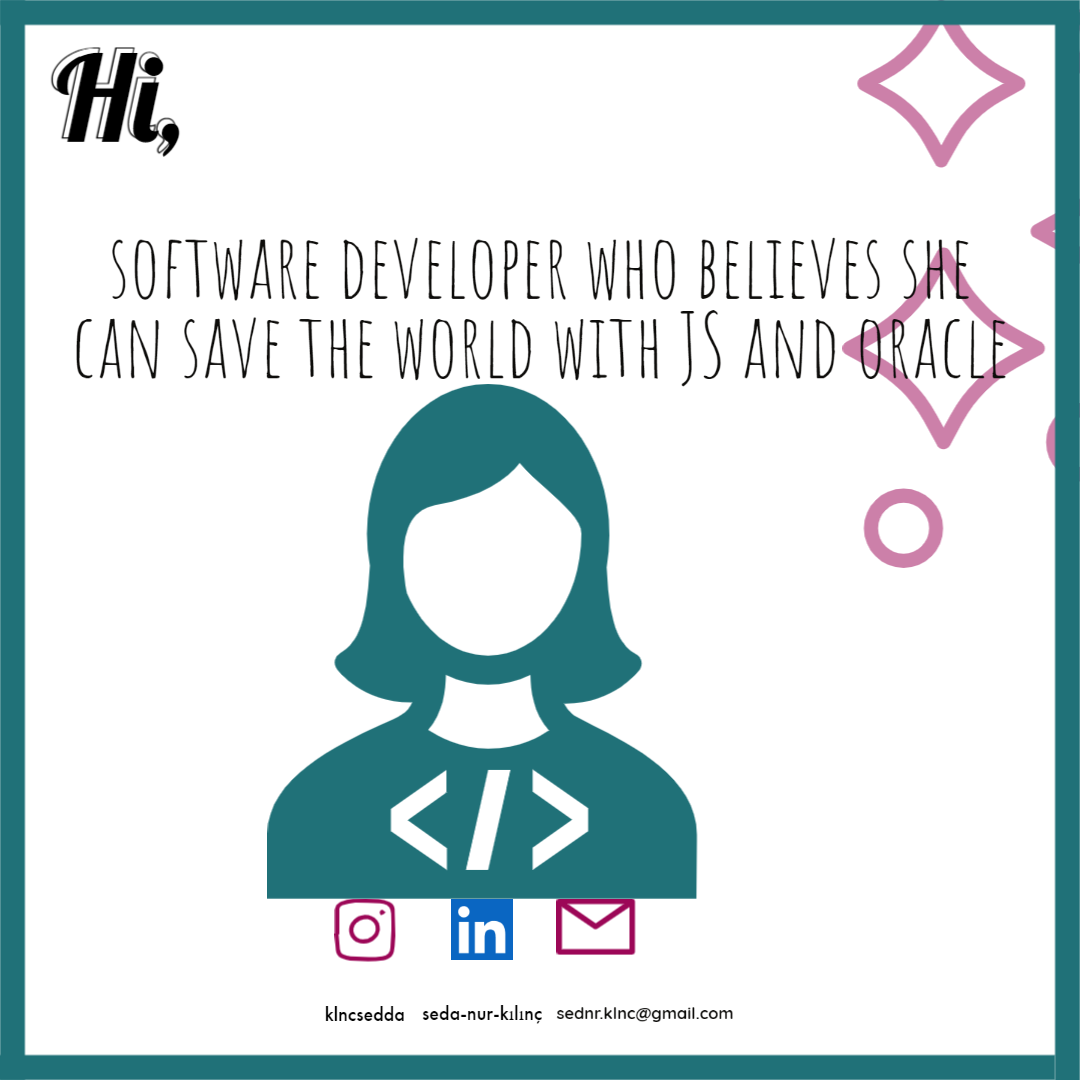 Hi,
SOFTWARE DEVELOPER WHO BELIEVES SHE
CAN SAVE THE WORLD WITH JS AND ORACLE
</>
in
klncsedda seda-nur-kılınç sednr.klnc@gmail.com